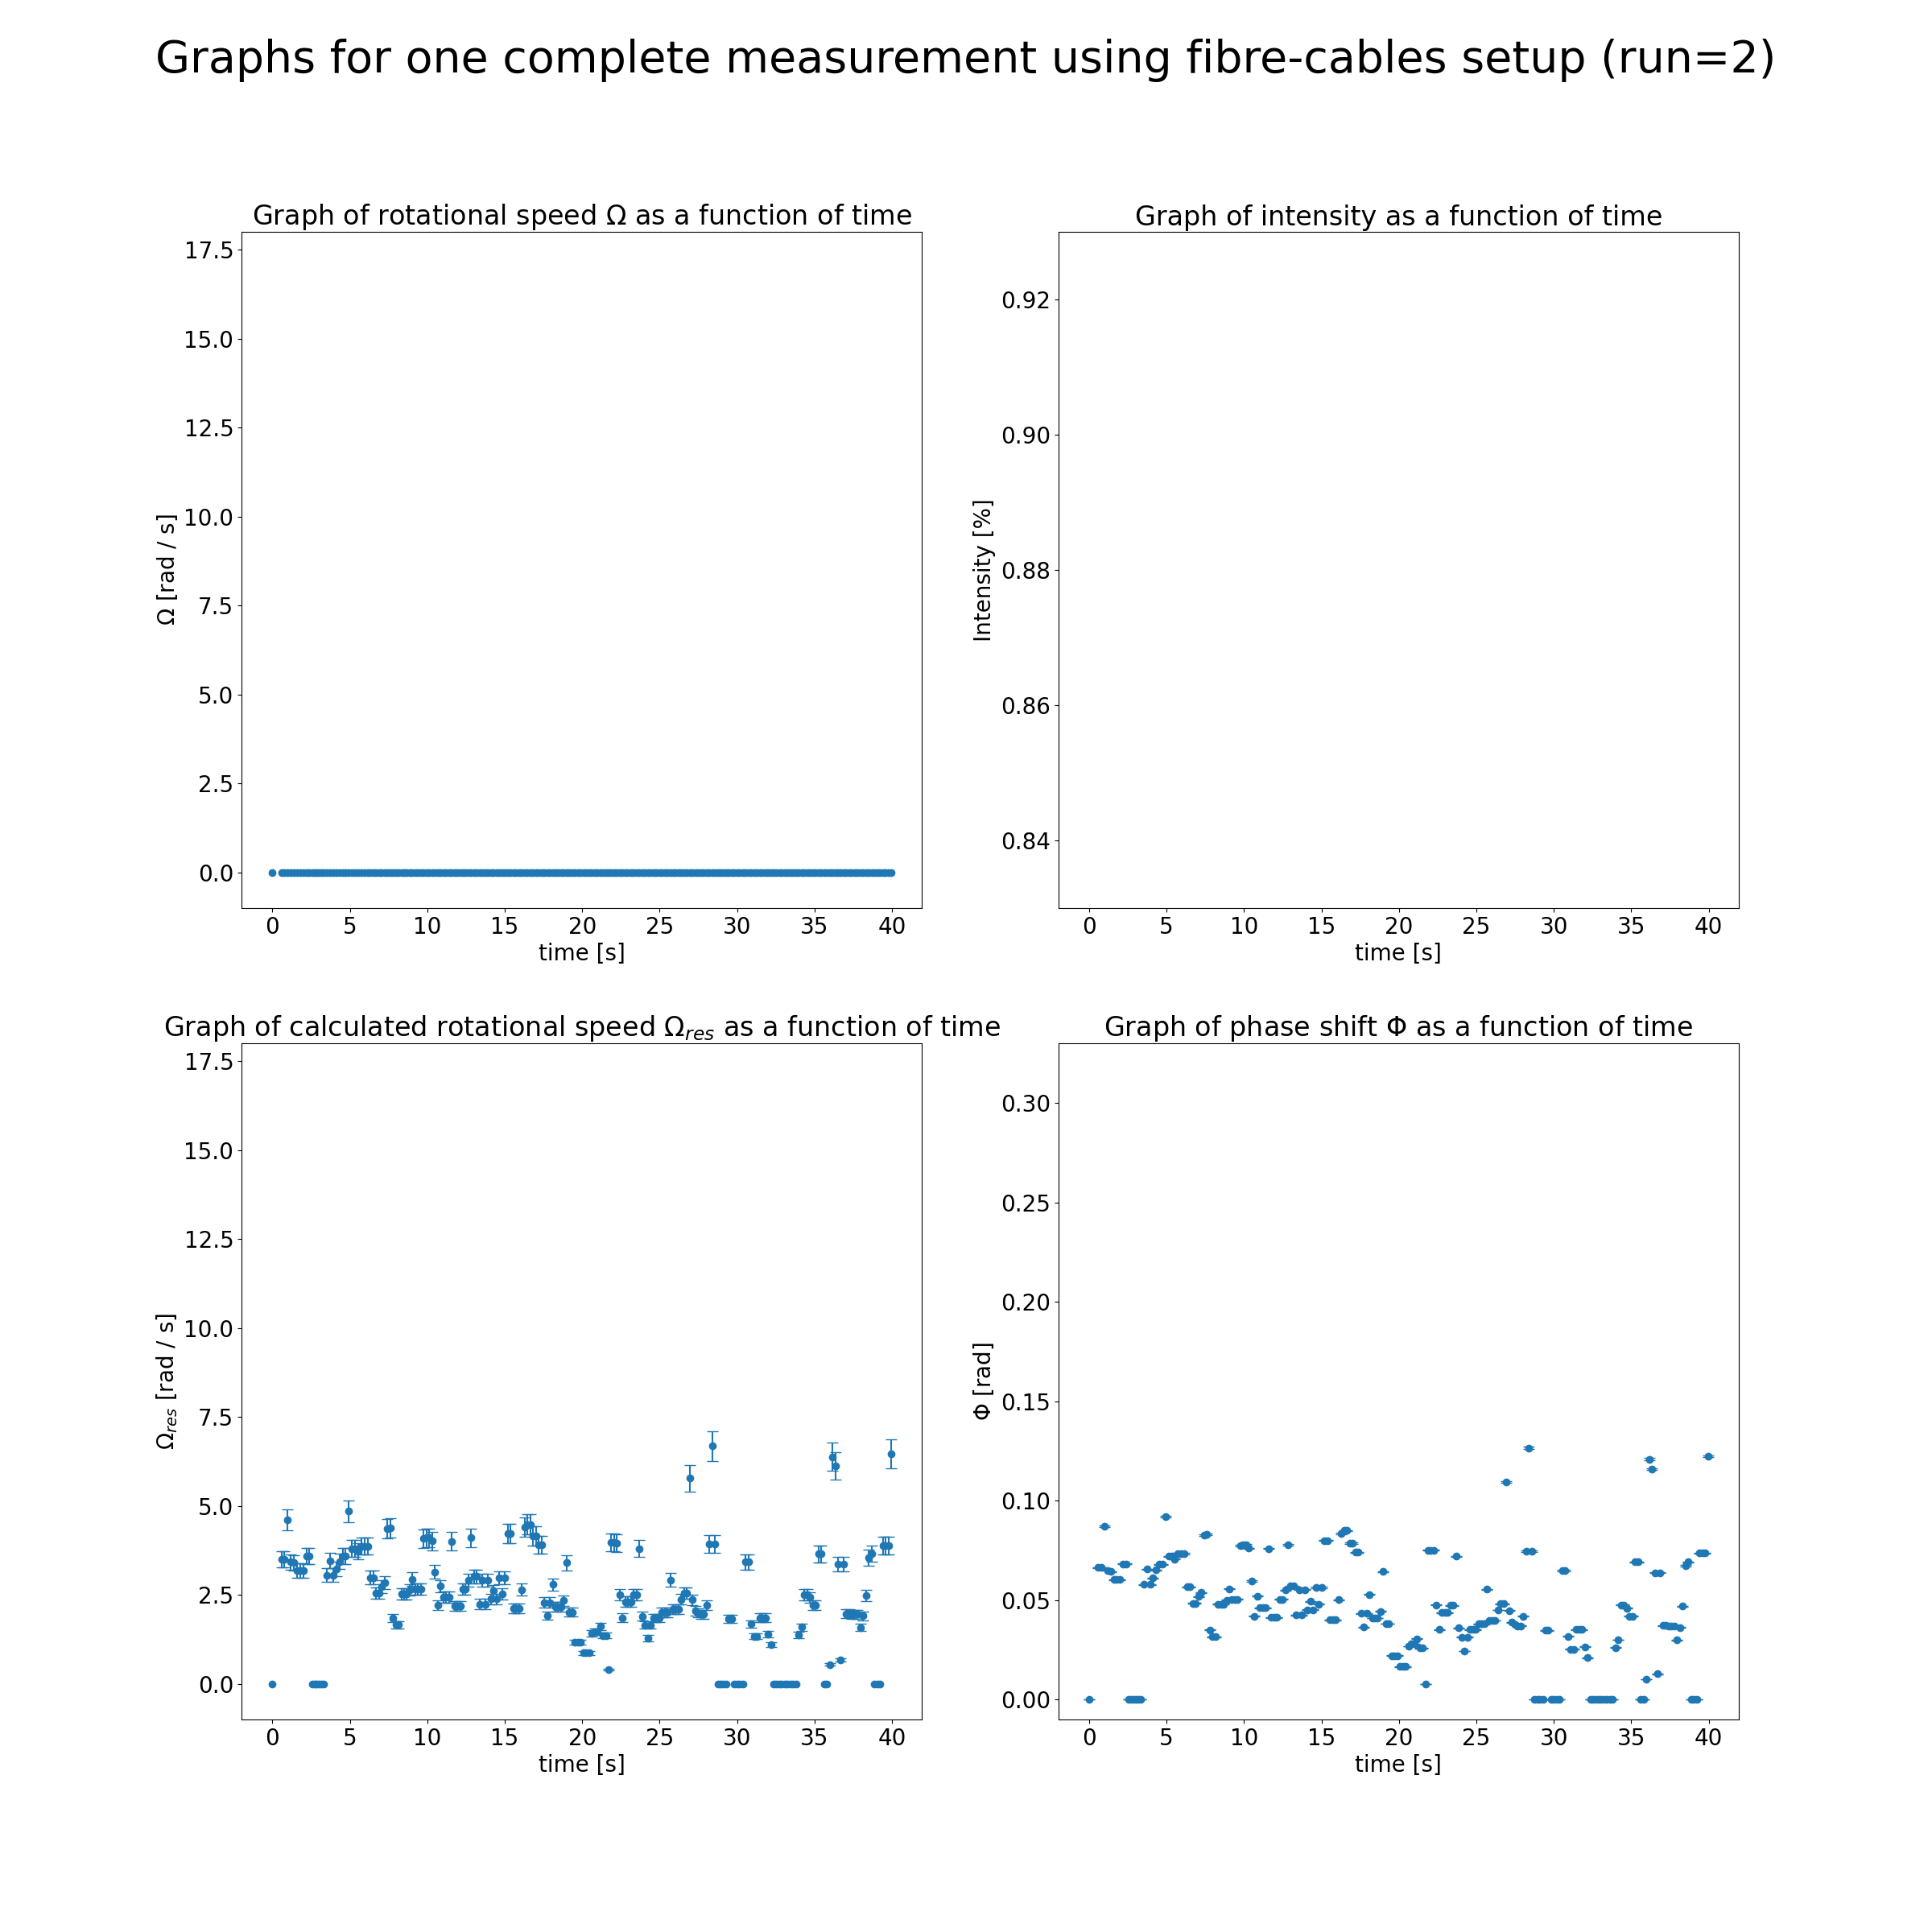 Graphs for one complete measurement using fibre-cables setup (run=2)
Graph of rotational speed Ω as a function of time
17.5
15.0
12.5
10.0
7.5
5.0
2.5
0.0
Ω [rad / s]
0 5 10 15 20 25 30 35 40
time [s]
Graph of intensity as a function of time
0.92
0.90
0.88
0.86
0.84
Intensity [%]
0 5 10 15 20 25 30 35 40
time [s]
Graph of calculated rotational speed Ωres as a function of time
17.5
15.0
12.5
10.0
7.5
5.0
2.5
0.0
Ωres [rad / s]
0 5 10 15 20 25 30 35 40
time [s]
Graph of phase shift Φ as a function of time
0.30
0.25
0.20
0.15
0.10
0.05
0.00
Φ [rad]
0 5 10 15 20 25 30 35 40
time [s]